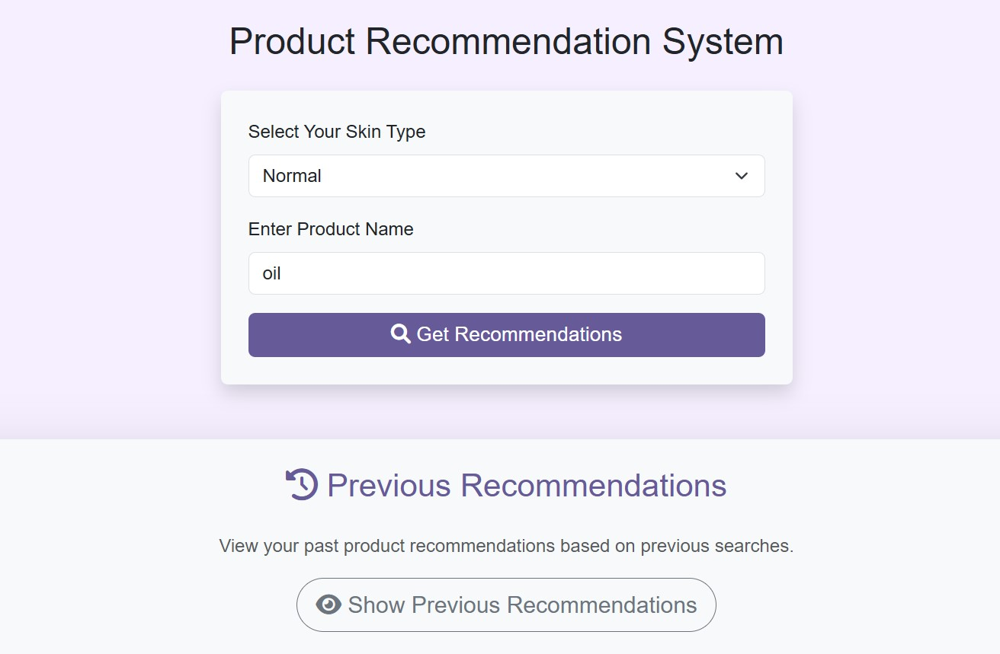 Product Recommendation System
Select Your Skin Type
Normal
Enter Product Name
oil
Get Recommendations
Previous Recommendations
View your past product recommendations based on previous searches.
Show Previous Recommendations